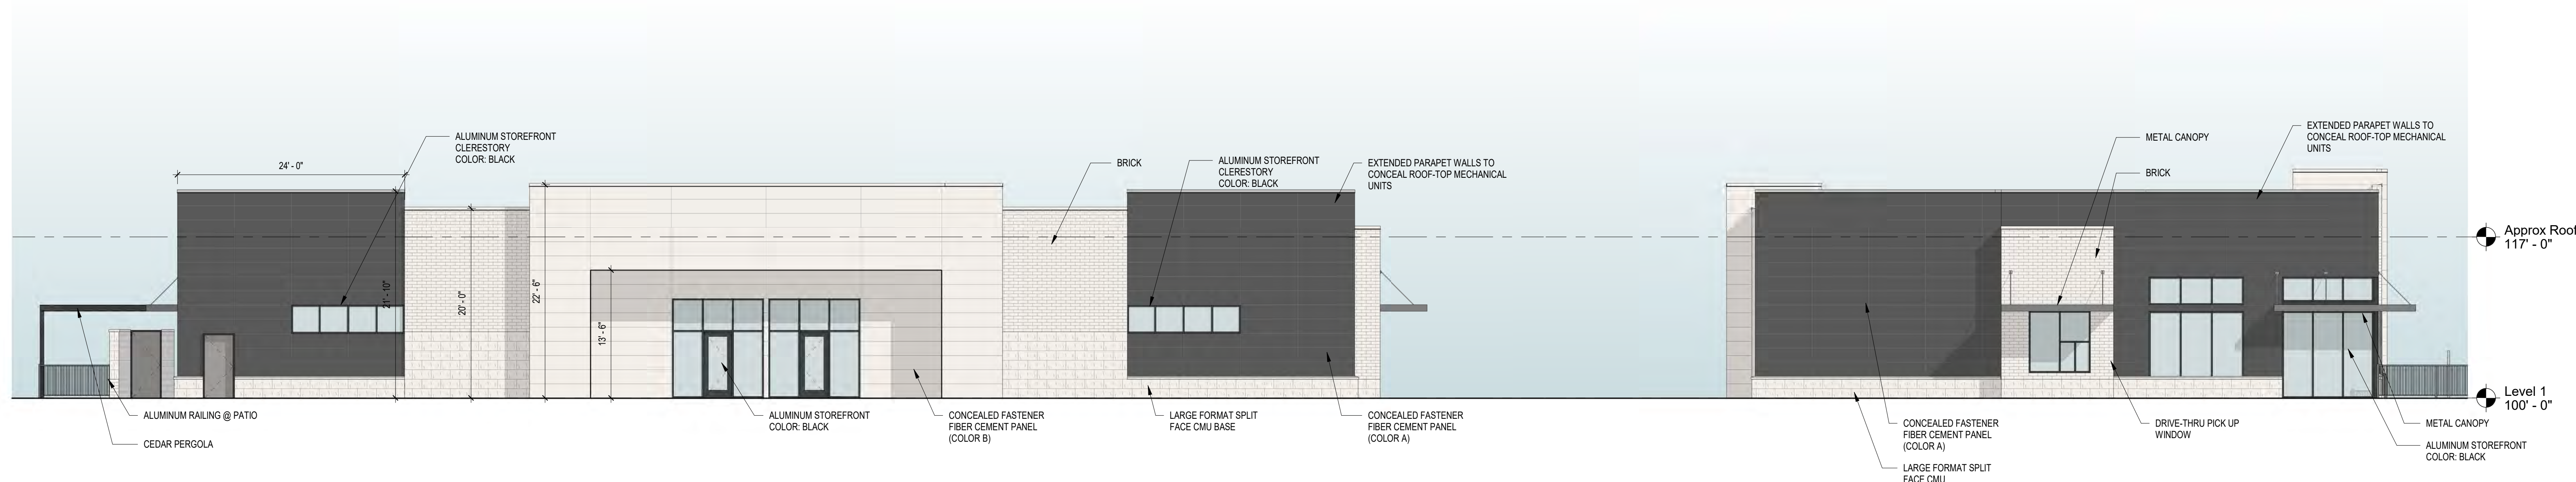 ALUMINUM STOREFRONT
CLERESTORY
COLOR: BLACK
24' - 0"
21' - 10"
20' - 0"
22' - 6"
13' - 6"
BRICK
ALUMINUM STOREFRONT
CLERESTORY
COLOR: BLACK
EXTENDED PARAPET WALLS TO
CONCEAL ROOF-TOP MECHANICAL
UNITS
METAL CANOPY
BRICK
EXTENDED PARAPET WALLS TO
CONCEAL ROOF-TOP MECHANICAL
UNITS
Approx Roof
117' - 0"
Level 1
100' - 0"
ALUMINUM RAILING @ PATIO
CEDAR PERGOLA
ALUMINUM STOREFRONT
COLOR: BLACK
CONCEALED FASTENER
FIBER CEMENT PANEL
(COLOR B)
LARGE FORMAT SPLIT
FACE CMU BASE
CONCEALED FASTENER
FIBER CEMENT PANEL
(COLOR A)
CONCEALED FASTENER
FIBER CEMENT PANEL
(COLOR A)
LARGE FORMAT SPLIT
FACE CMU
DRIVE-THRU PICK UP
WINDOW
METAL CANOPY
ALUMINUM STOREFRONT
COLOR: BLACK